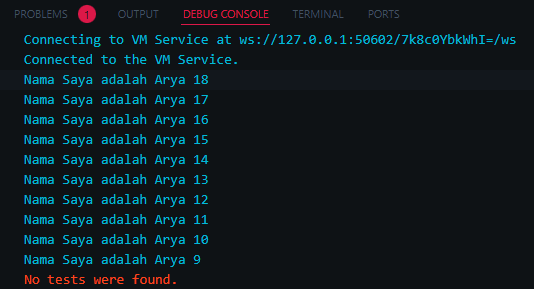 PROBLEMS 1 OUTPUT DEBUG CONSOLE TERMINAL PORTS
Connecting to VM Service at ws://127.0.0.1:50602/7k8c0YbkWhI=/ws
Connected to the VM Service.
Nama Saya adalah Arya 18
Nama Saya adalah Arya 17
Nama Saya adalah Arya 16
Nama Saya adalah Arya 15
Nama Saya adalah Arya 14
Nama Saya adalah Arya 13
Nama Saya adalah Arya 12
Nama Saya adalah Arya 11
Nama Saya adalah Arya 10
Nama Saya adalah Arya 9
No tests were found.